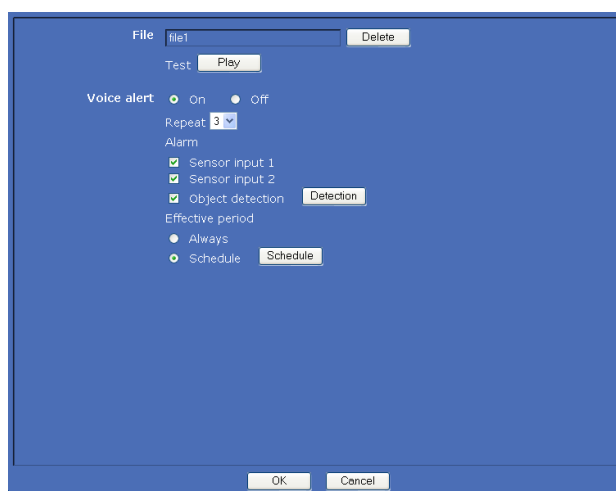 File file1 Delete
Test Play
Voice alert On Off
Repeat 3
Alarm
Sensor input 1
Sensor input 2
Object detection Detection
Effective period
Always
Schedule Schedule
OK Cancel